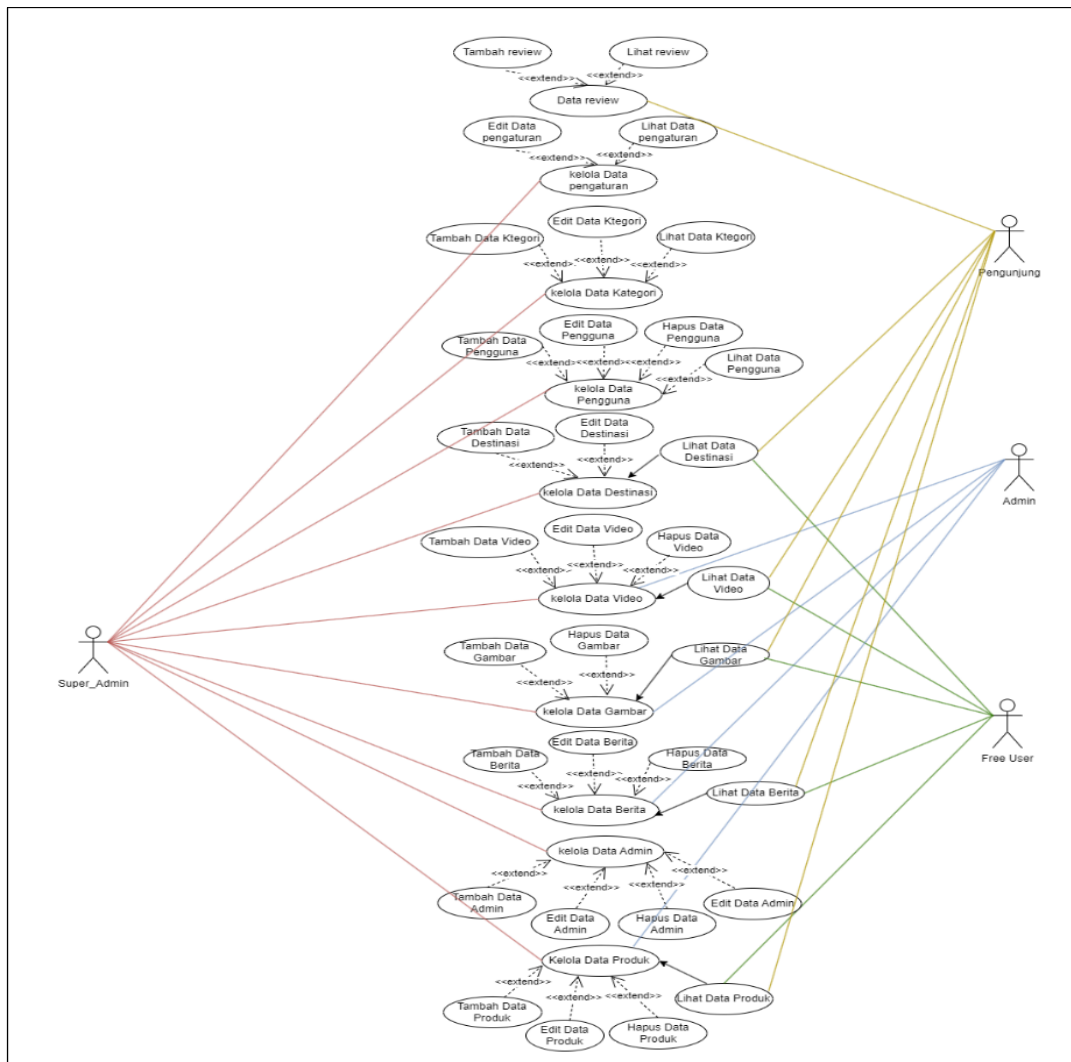 Tambah review
Lihat review
<<extend>>
<<extend>>
Data review
Edit Data
pengaturan
Lihat Data
pengaturan
<<extend>>
<<extend>>
kelola Data
pengaturan
Edit Data Ktegori
Tambah Data Ktegori
Lihat Data Ktegori
<<extend>>
<<extend>>
<<extend>>
kelola Data Kategori
Tambah Data
Pengguna
Edit Data
Pengguna
Hapus Data
Pengguna
Lihat Data
Pengguna
<<extend>>
<<extend>>
<<extend>>
<<extend>>
kelola Data
Pengguna
Tambah Data
Destinasi
Edit Data
Destinasi
Lihat Data
Destinasi
<<extend>>
<<extend>>
kelola Data Destinasi
Edit Data Video
Tambah Data Video
Hapus Data
Video
<<extend>>
<<extend>>
<<extend>>
Lihat Data
Video
kelola Data Video
Tambah Data
Gambar
Hapus Data
Gambar
Lihat Data
Gambar
<<extend>>
<<extend>>
kelola Data Gambar
Edit Data Berita
Tambah Data
Berita
Hapus Data
Berita
<<extend>>
<<extend>>
<<extend>>
Lihat Data Berita
kelola Data Berita
kelola Data Admin
<<extend>>
<<extend>>
<<extend>>
<<extend>>
Tambah Data
Admin
Edit Data
Admin
Hapus Data
Admin
Edit Data Admin
Kelola Data Produk
<<extend>>
<<extend>>
<<extend>>
Tambah Data
Produk
Edit Data
Produk
Hapus Data
Produk
Lihat Data Produk
Super_Admin
Pengunjung
Admin
Free User